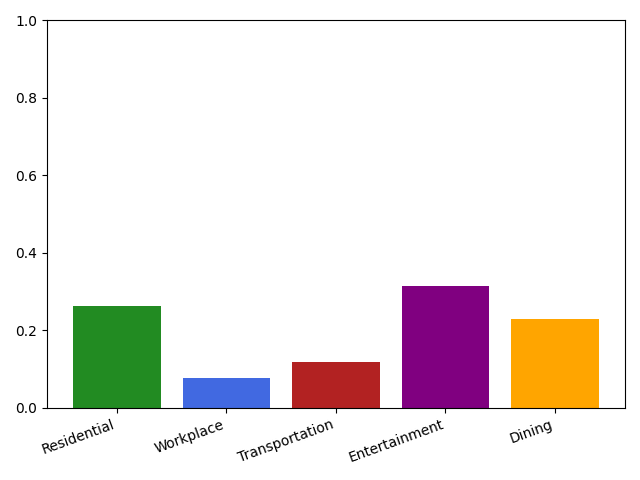 1.0
0.8
0.6
0.4
0.2
0.0
Residential
Workplace
Transportation
Entertainment
Dining